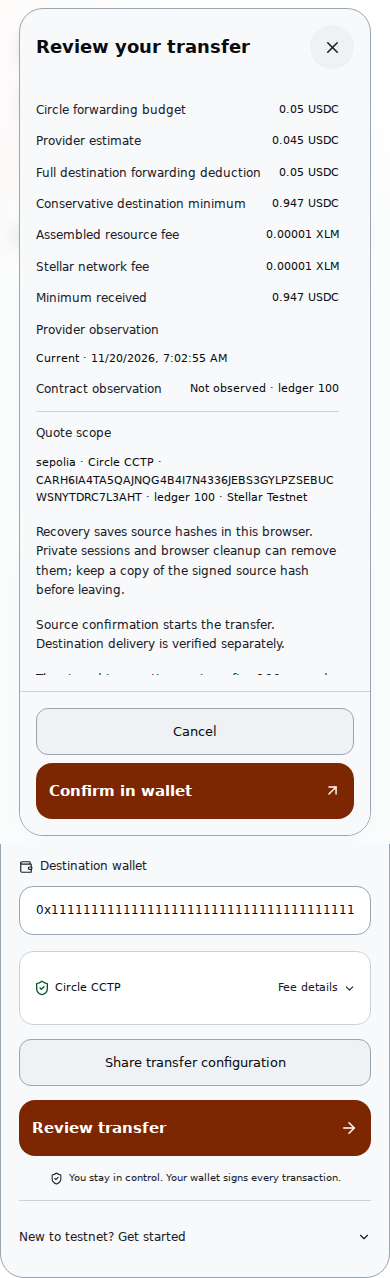 Review your transfer
Circle forwarding budget 0.05 USDC
Provider estimate 0.045 USDC
Full destination forwarding deduction 0.05 USDC
Conservative destination minimum 0.947 USDC
Assembled resource fee 0.00001 XLM
Stellar network fee 0.00001 XLM
Minimum received 0.947 USDC
Provider observation
Current · 11/20/2026, 7:02:55 AM
Contract observation Not observed · ledger 100
Quote scope
sepolia · Circle CCTP ·
CARH6IA4TA5QAJNQG4B4I7N4336JEBS3GYLPZSEBUC
WSNYTDRC7L3AHT · ledger 100 · Stellar Testnet
Recovery saves source hashes in this browser.
Private sessions and browser cleanup can remove
them; keep a copy of the signed source hash
before leaving.
Source confirmation starts the transfer.
Destination delivery is verified separately.
Cancel
Confirm in wallet
Destination wallet
0x1111111111111111111111111111111111111111
Circle CCTP Fee details
Share transfer configuration
Review transfer
You stay in control. Your wallet signs every transaction.
New to testnet? Get started